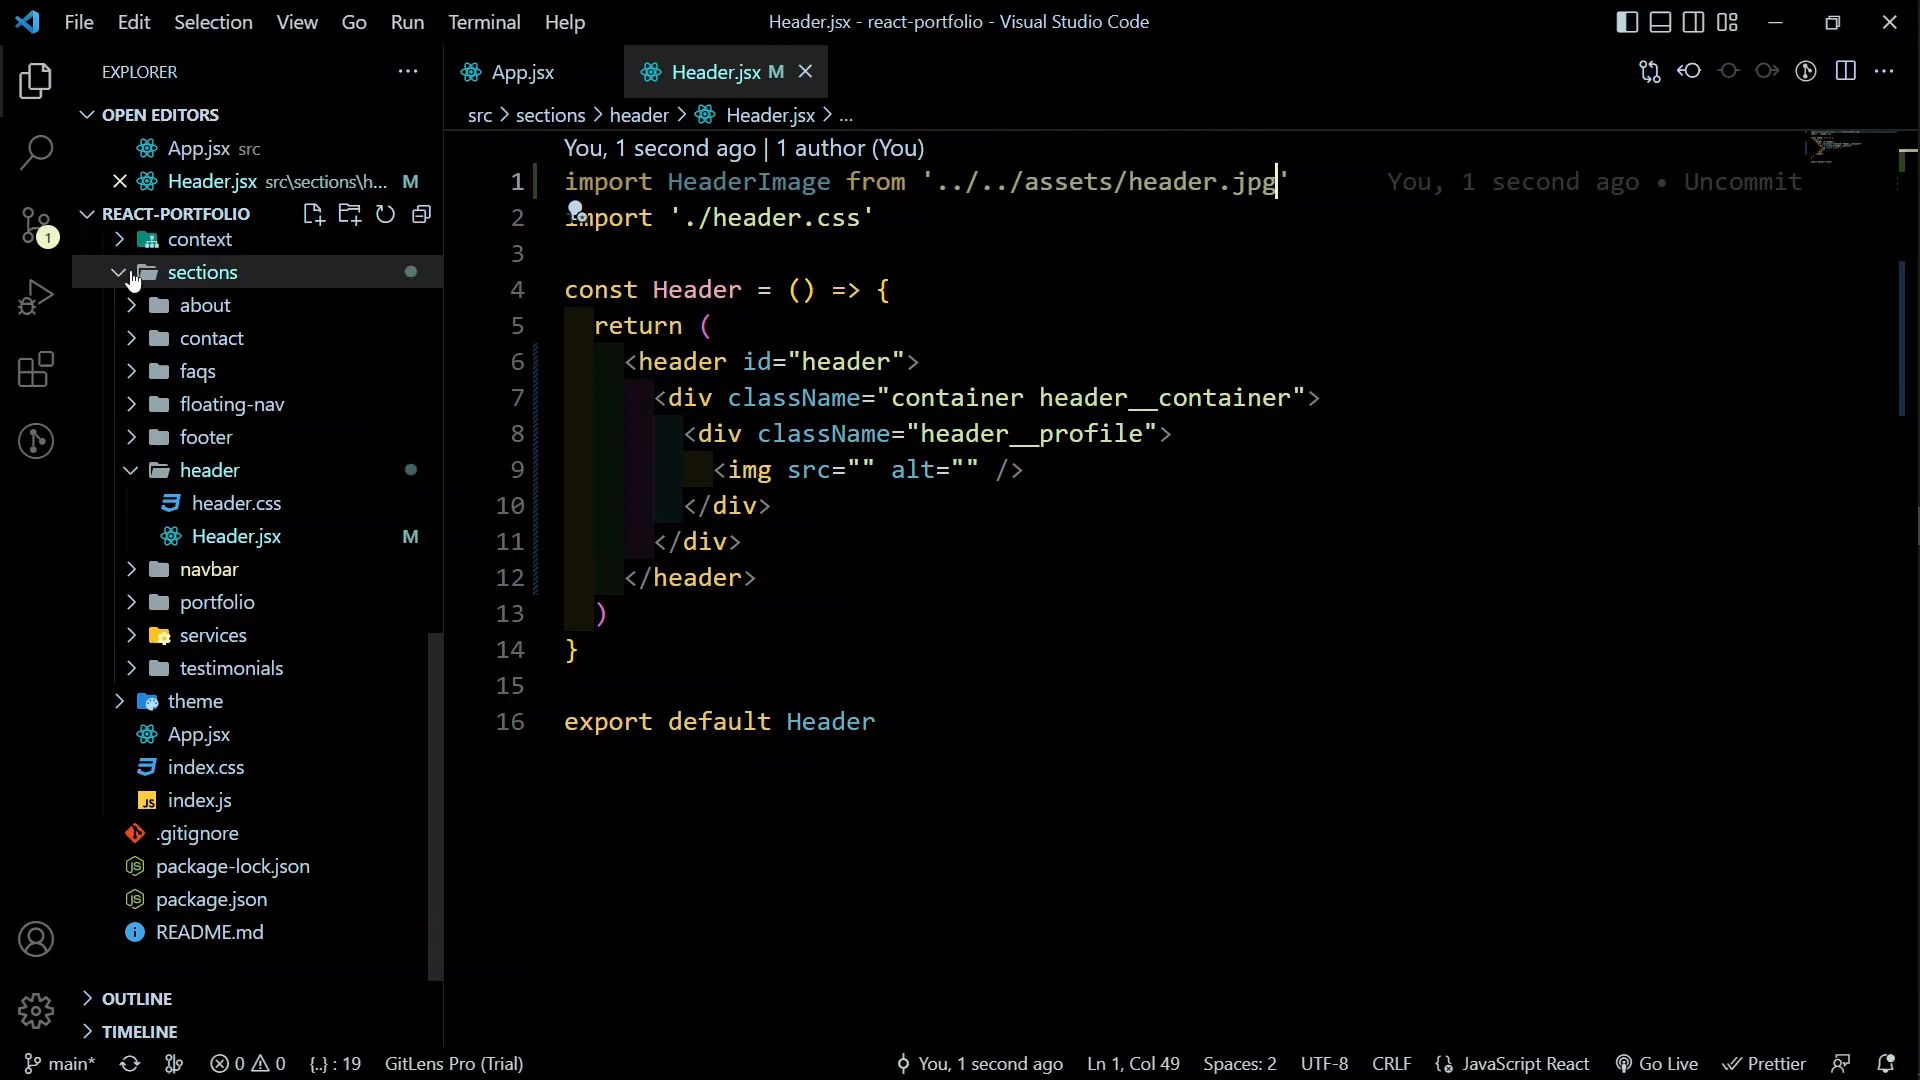 File Edit Selection View Go Run Terminal Help
Header.jsx - react-portfolio - Visual Studio Code
EXPLORER
OPEN EDITORS
App.jsx src
Header.jsx src\sections\h... M
REACT-PORTFOLIO
context
sections
about
contact
faqs
floating-nav
footer
header
header.css
Header.jsx M
navbar
portfolio
services
testimonials
theme
App.jsx
index.css
JS index.js
.gitignore
package-lock.json
package.json
README.md
OUTLINE
TIMELINE
1
App.jsx
Header.jsx M
src > sections > header > Header.jsx > ...
You, 1 second ago | 1 author (You)
1 import HeaderImage from '../../assets/header.jpg' You, 1 second ago • Uncommit
2 import './header.css'
3
4 const Header = () => {
5 return (
6 <header id="header">
7 <div className="container header__container">
8 <div className="header__profile">
9 <img src="" alt="" />
10 </div>
11 </div>
12 </header>
13 )
14 }
15
16 export default Header
main* 0 0 {..} : 19 GitLens Pro (Trial) You, 1 second ago Ln 1, Col 49 Spaces: 2 UTF-8 CRLF JavaScript React Go Live Prettier